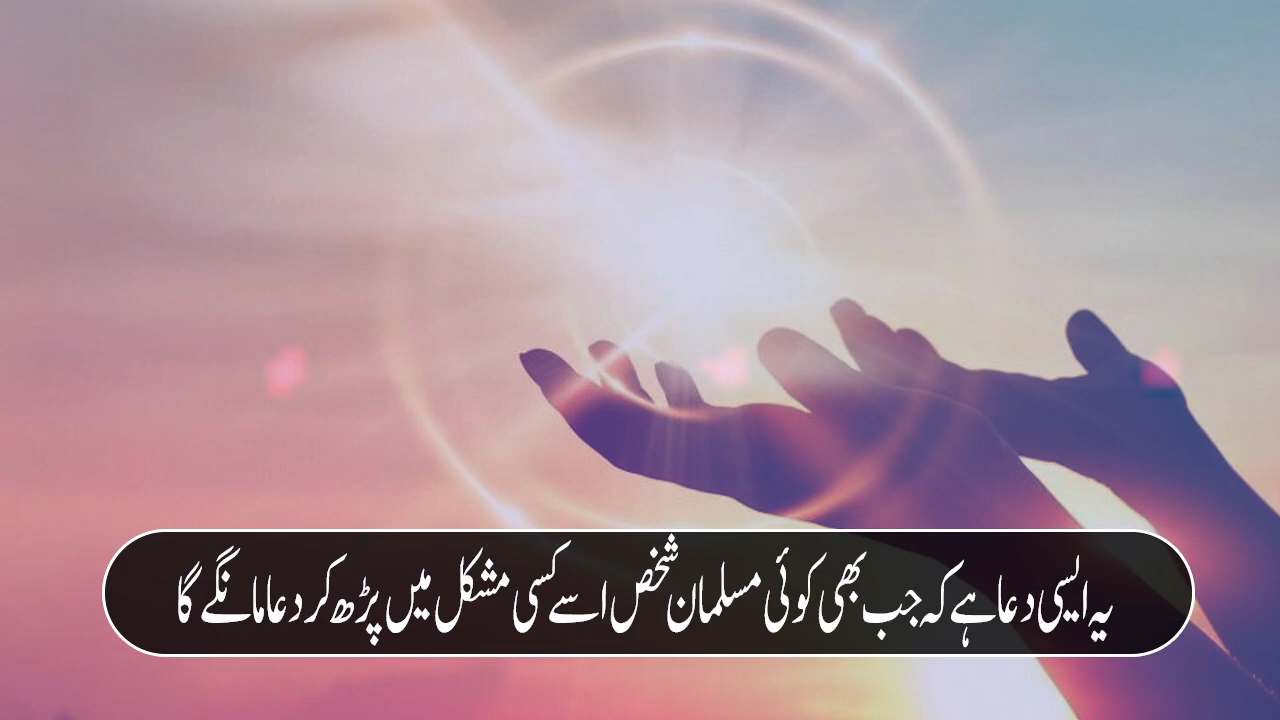 یہ ایسی دعا ہے کہ جب بھی کوئی مسلمان شخص اسے کسی مشکل میں پڑھ کر دعا مانگے گا